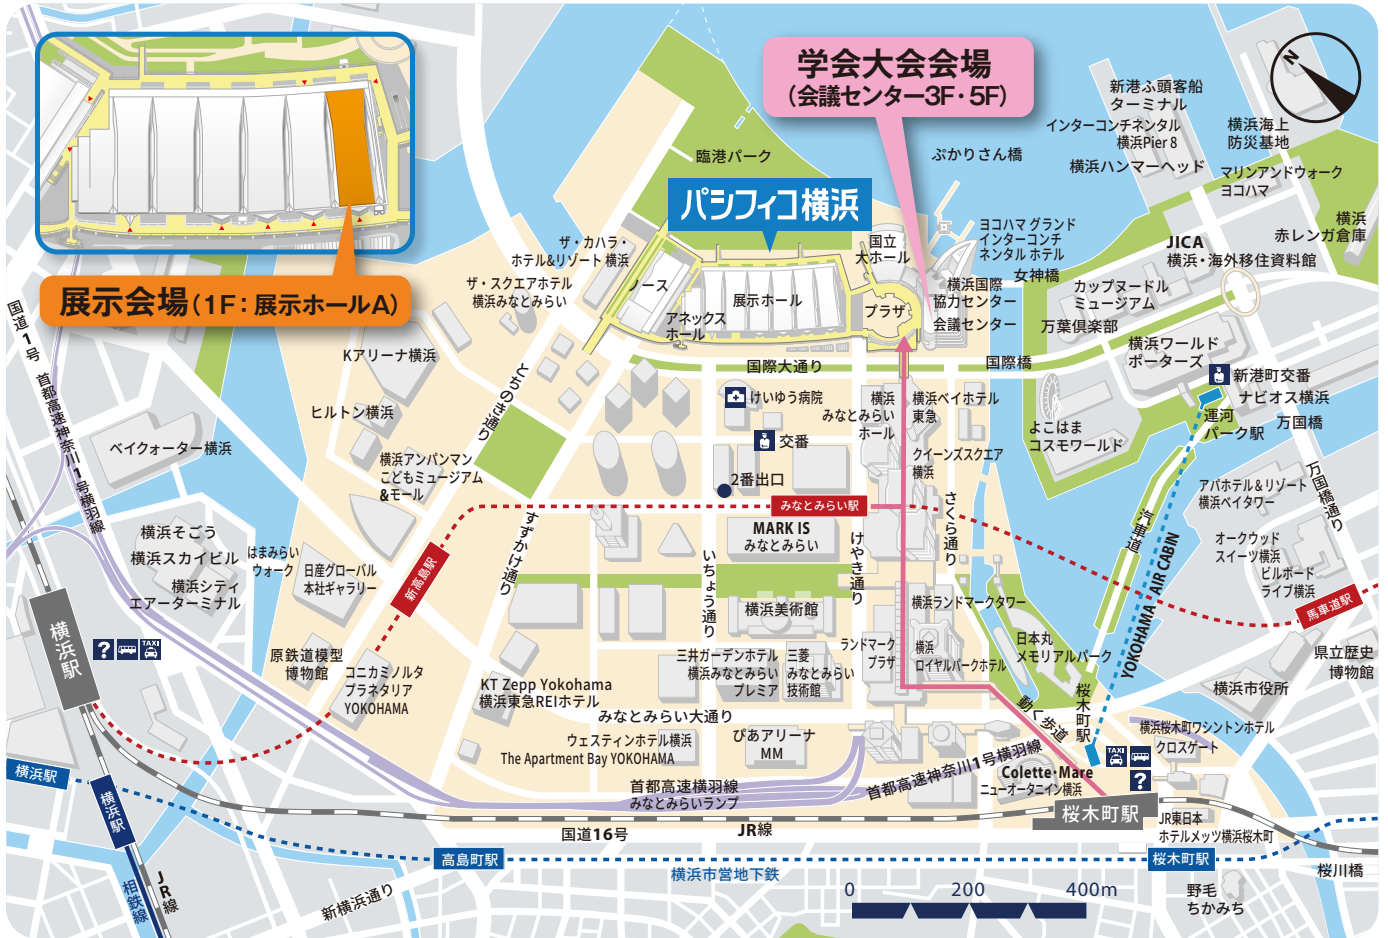 学会大会会場
（会議センター3F・5F）
N
新港ふ頭客船
ターミナル
インターコンチネンタル
横浜Pier 8
横浜ハンマーヘッド
横浜海上
防災基地
マリンアンドウォーク
ヨコハマ
横浜
赤レンガ倉庫
ぷかりさん橋
臨港パーク
パシフィコ横浜
国立
大ホール
ヨコハマ グランド
インターコンチ
ネンタル ホテル
JICA
横浜・海外移住資料館
女神橋
横浜国際
協力センター
会議センター
カップヌードル
ミュージアム
万葉倶楽部
横浜ワールド
ポーターズ
展示会場（1F：展示ホールA）
国道1号
首都高速神奈川1号横羽線
ザ・カハラ・
ホテル&リゾート 横浜
ザ・スクエアホテル
横浜みなとみらい
ノース
展示ホール
アネックス
ホール
プラザ
Kアリーナ横浜
とちのき通り
国際大通り
国際橋
新港町交番
ナビオス横浜
運河
パーク駅
万国橋
万国橋通り
けいゆう病院
交番
2番出口
横浜
みなとみらい
ホール
横浜ベイホテル
東急
クイーンズスクエア
横浜
よこはま
コスモワールド
ヒルトン横浜
ベイクォーター横浜
横浜アンパンマン
こどもミュージアム
&モール
アパホテル＆リゾート
横浜ベイタワー
汽車道
YOKOHAMA AIR CABIN
オークウッド
スイーツ横浜
ビルボード
ライブ横浜
みなとみらい駅
さくら通り
MARK IS
みなとみらい
けやき通り
すずかけ通り
いちょう通り
横浜そごう
横浜スカイビル
横浜シティ
エアーターミナル
はまみらい
ウォーク
日産グローバル
本社ギャラリー
新高島駅
馬車道駅
横浜駅
?
TAXI
横浜美術館
横浜ランドマークタワー
ランドマーク
プラザ
横浜
ロイヤルパークホテル
日本丸
メモリアルパーク
県立歴史
博物館
横浜市役所
原鉄道模型
博物館
コニカミノルタ
プラネタリア
YOKOHAMA
三井ガーデンホテル
横浜みなとみらい
プレミア
三菱
みなとみらい
技術館
KT Zepp Yokohama
横浜東急REIホテル
みなとみらい大通り
動く歩道
桜木町駅
横浜桜木町ワシントンホテル
クロスゲート
TAXI
?
ウェスティンホテル横浜
The Apartment Bay YOKOHAMA
ぴあアリーナ
MM
首都高速横羽線
みなとみらいランプ
首都高速神奈川1号横羽線
Colette・Mare
ニューオータニイン横浜
桜木町駅
JR東日本
ホテルメッツ横浜桜木町
横浜駅
横浜駅
国道16号
JR線
高島町駅
桜木町駅
横浜市営地下鉄
桜川橋
野毛
ちかみち
相鉄線
JR線
新横浜通り
0 200 400m